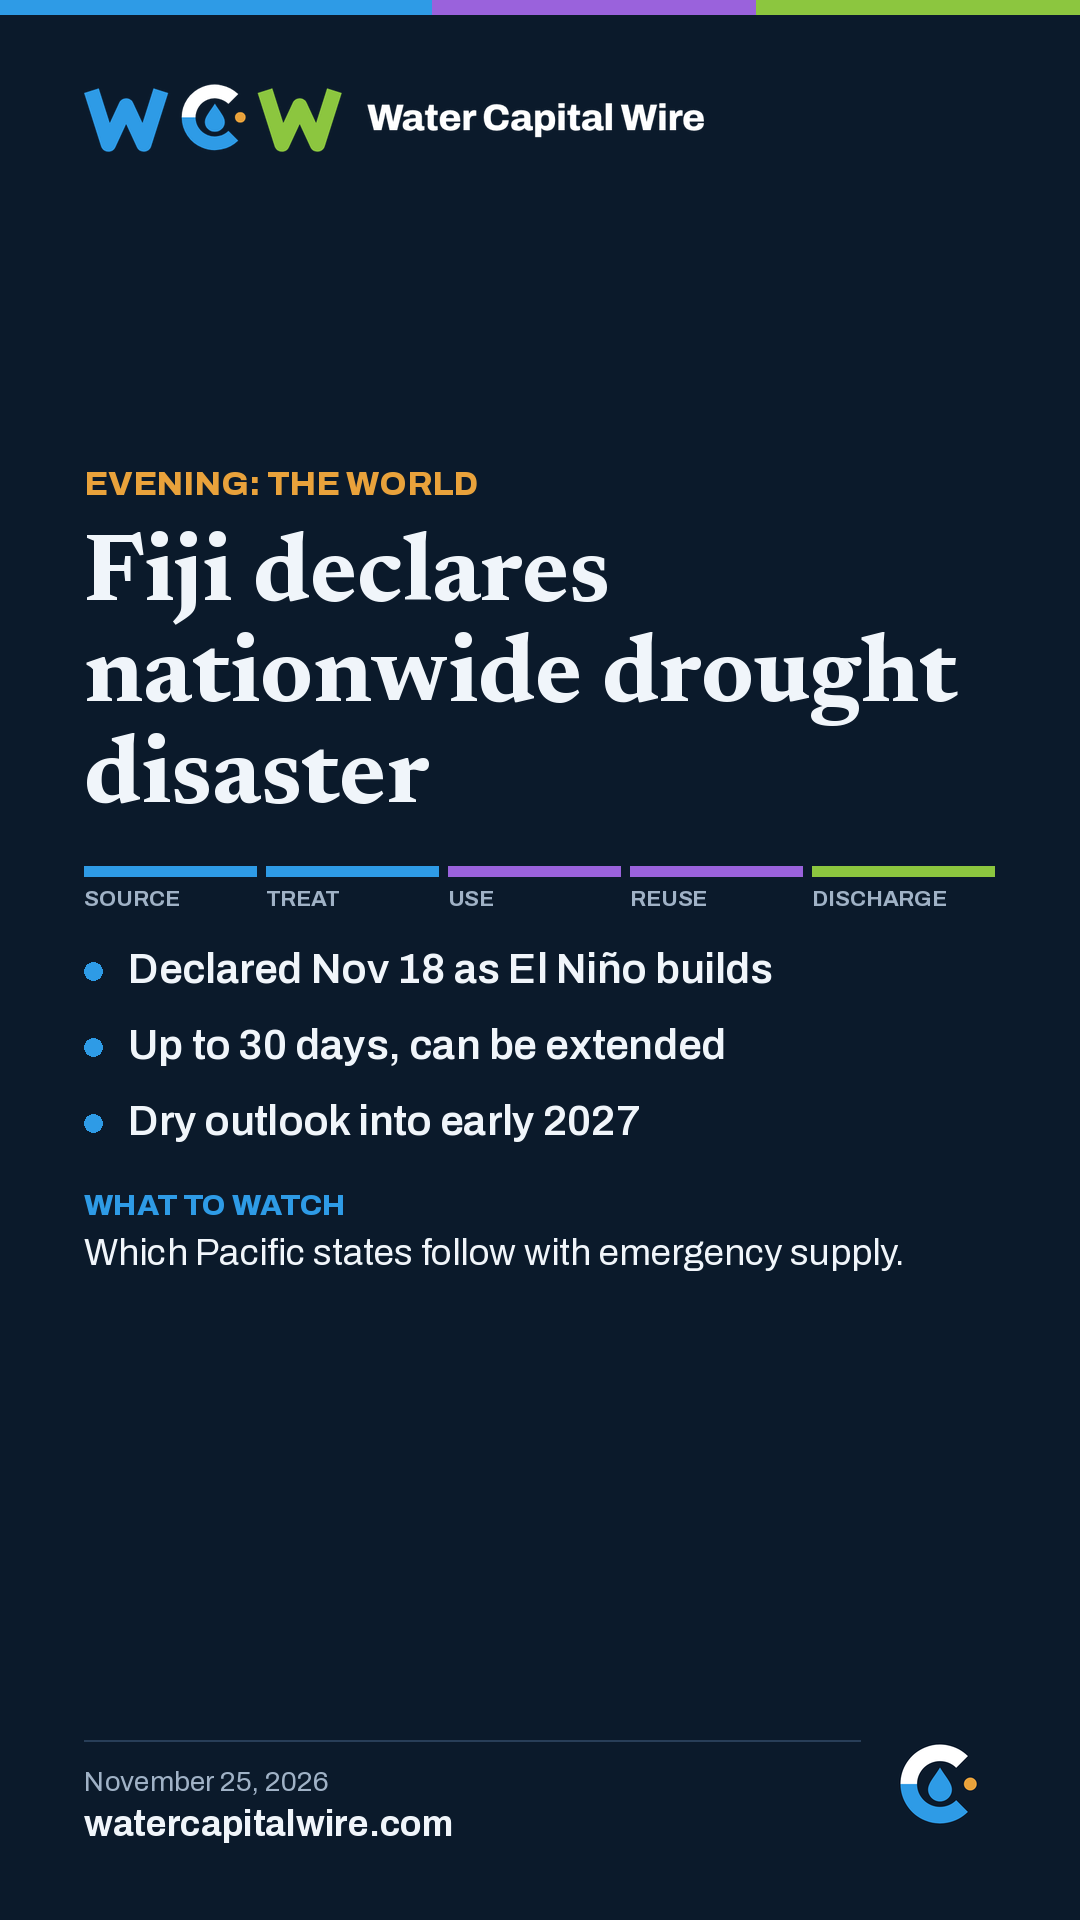 WCW Water Capital Wire
EVENING: THE WORLD
Fiji declares
nationwide drought
disaster
SOURCE TREAT USE REUSE DISCHARGE
Declared Nov 18 as El Niño builds
Up to 30 days, can be extended
Dry outlook into early 2027
WHAT TO WATCH
Which Pacific states follow with emergency supply.
November 25, 2026
watercapitalwire.com